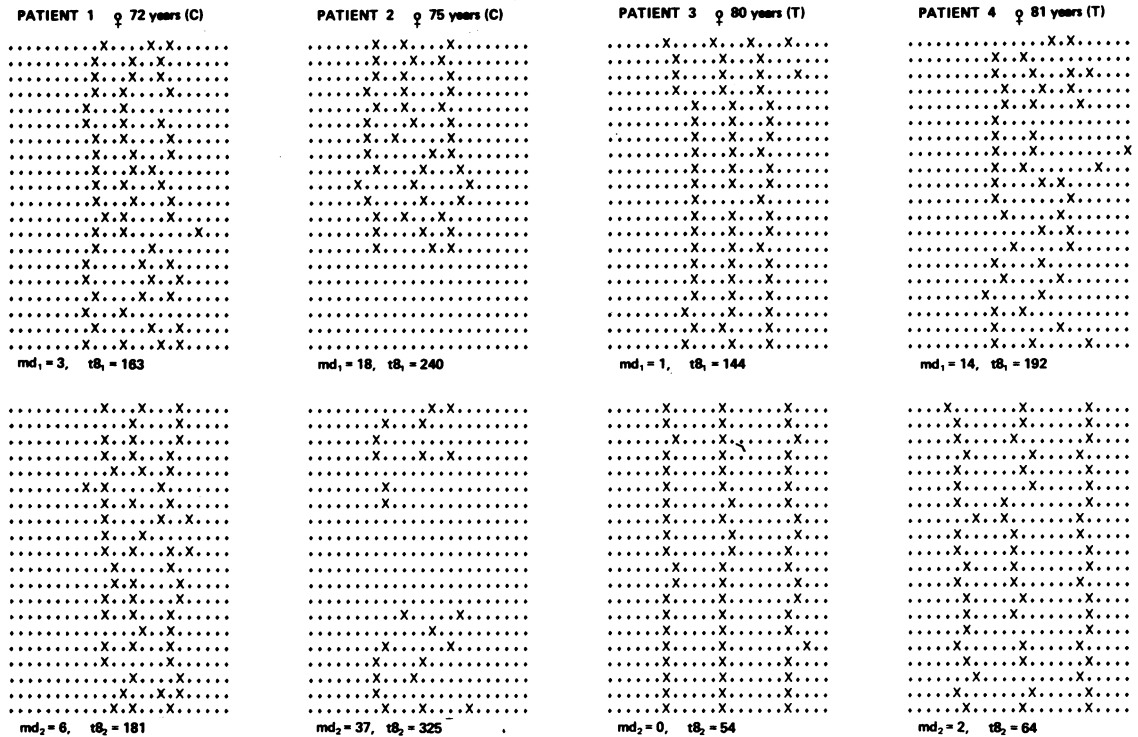 PATIENT 1 ♀ 72 years (C)
PATIENT 2 ♀ 75 years (C)
PATIENT 3 ♀ 80 years (T)
PATIENT 4 ♀ 81 years (T)
md₁ = 3, t8₁ = 163
md₁ = 18, t8₁ = 240
md₁ = 1, t8₁ = 144
md₁ = 14, t8₁ = 192
md₂ = 6, t8₂ = 181
md₂ = 37, t8₂ = 325
md₂ = 0, t8₂ = 54
md₂ = 2, t8₂ = 64